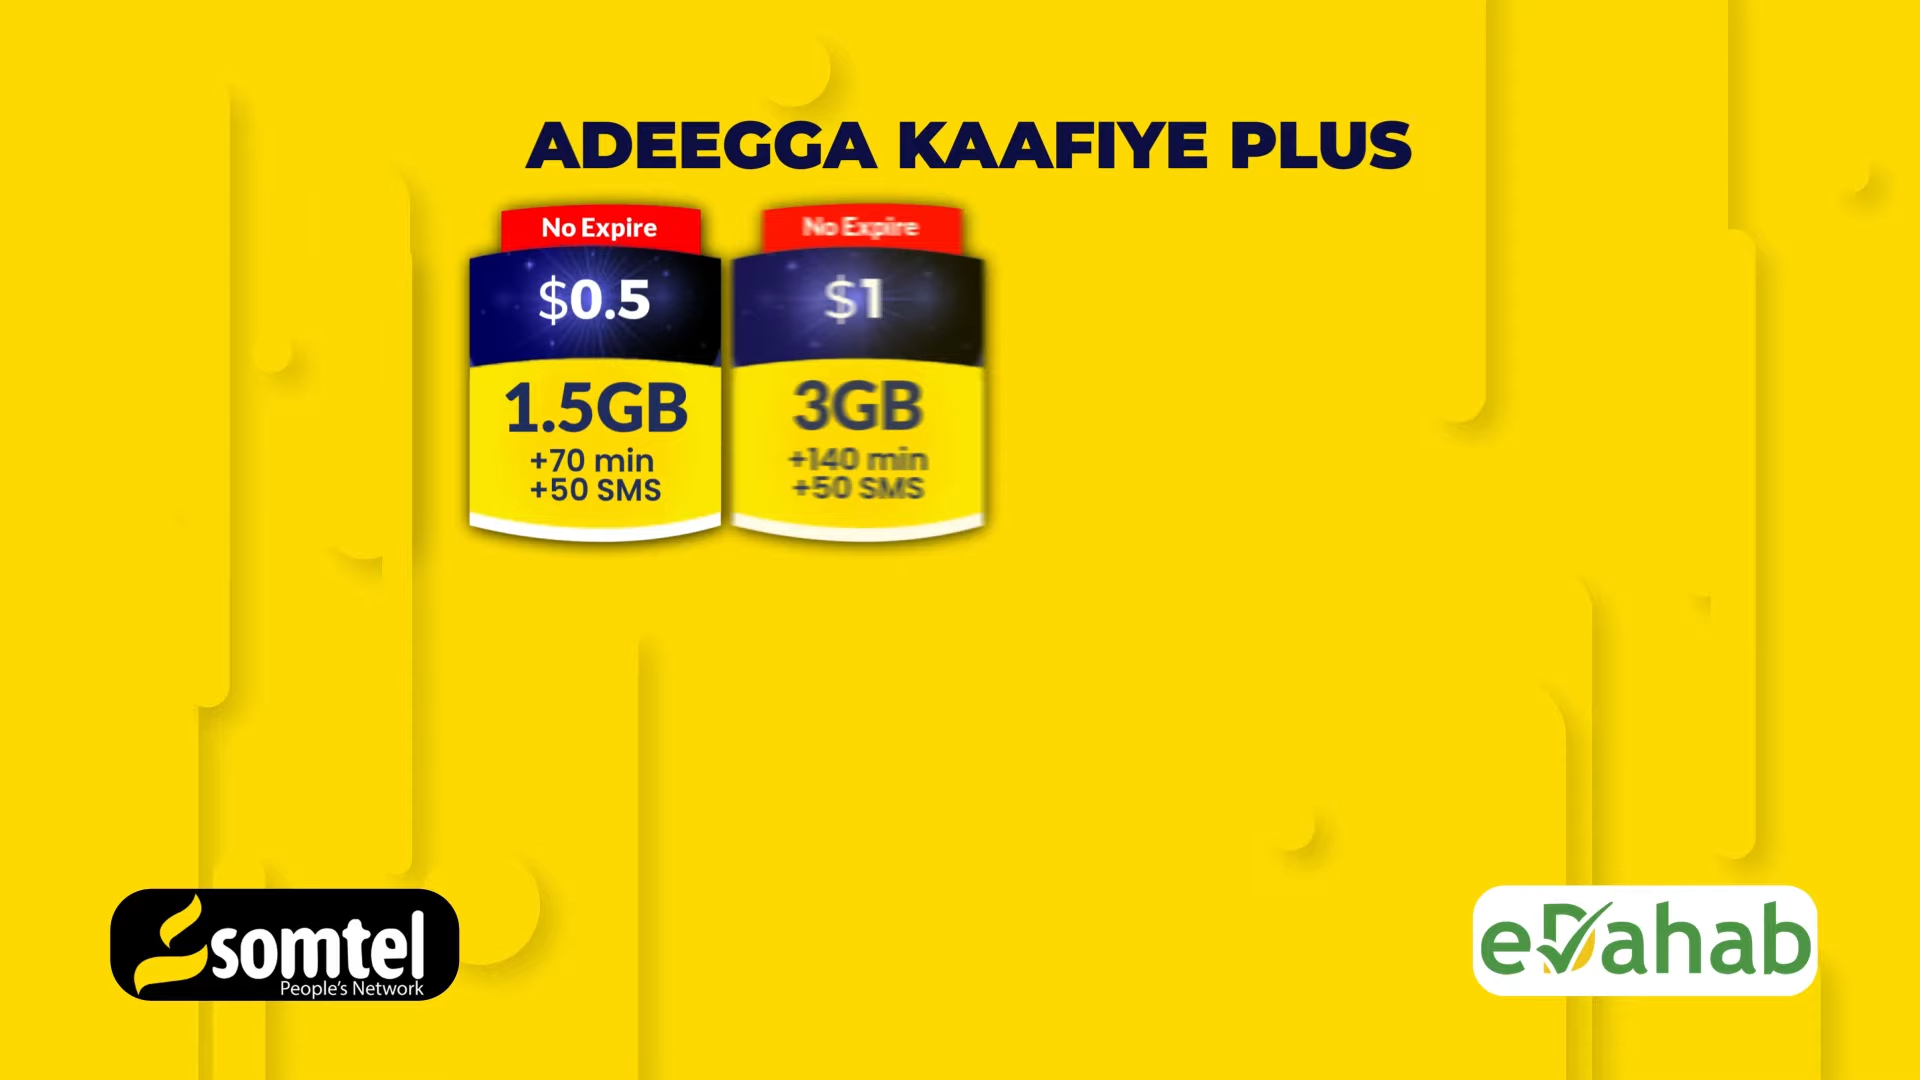 ADEEGGA KAAFIYE PLUS
No Expire
$0.5
1.5GB
+70 min
+50 SMS
No Expire
$1
3GB
+140 min
+50 SMS
somtel
People's Network
eDahab